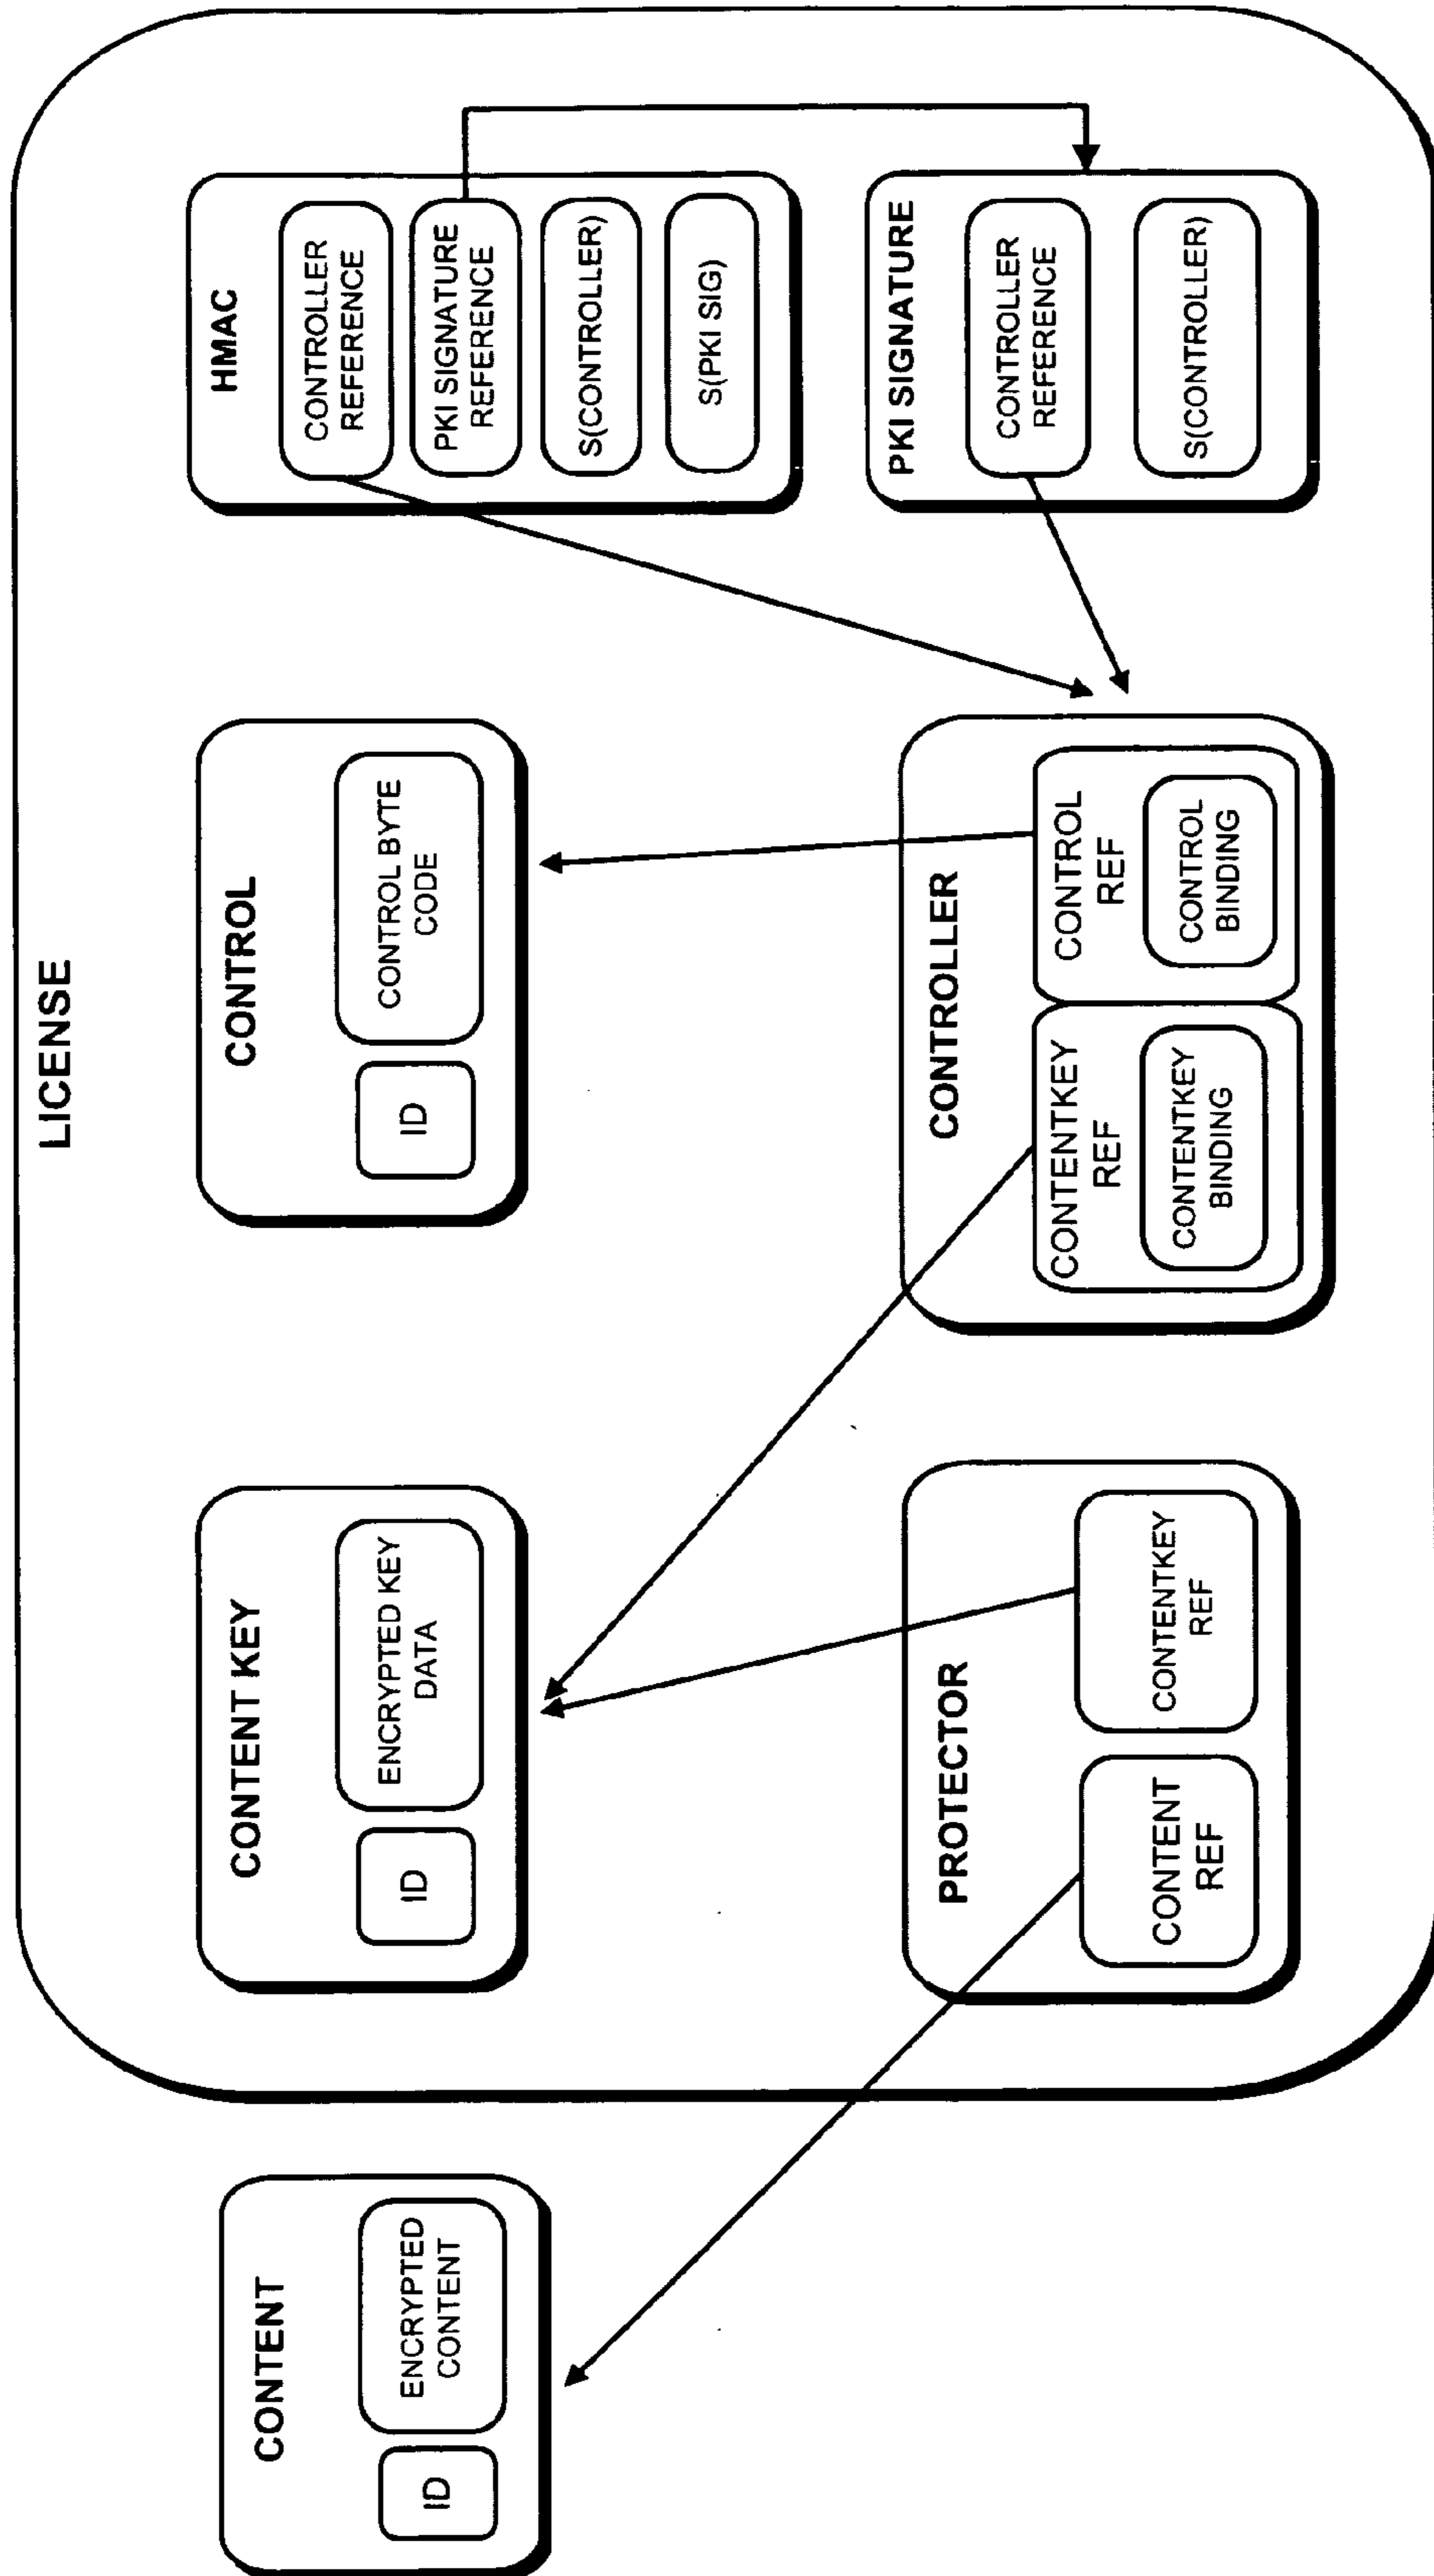 LICENSE
CONTENT
ID
ENCRYPTED
CONTENT
CONTENT KEY
ID
ENCRYPTED KEY
DATA
CONTROL
ID
CONTROL BYTE
CODE
HMAC
CONTROLLER
REFERENCE
PKI SIGNATURE
REFERENCE
S(CONTROLLER)
S(PKI SIG)
PROTECTOR
CONTENT
REF
CONTENTKEY
REF
CONTROLLER
CONTENTKEY
REF
CONTENTKEY
BINDING
CONTROL
REF
CONTROL
BINDING
PKI SIGNATURE
CONTROLLER
REFERENCE
S(CONTROLLER)